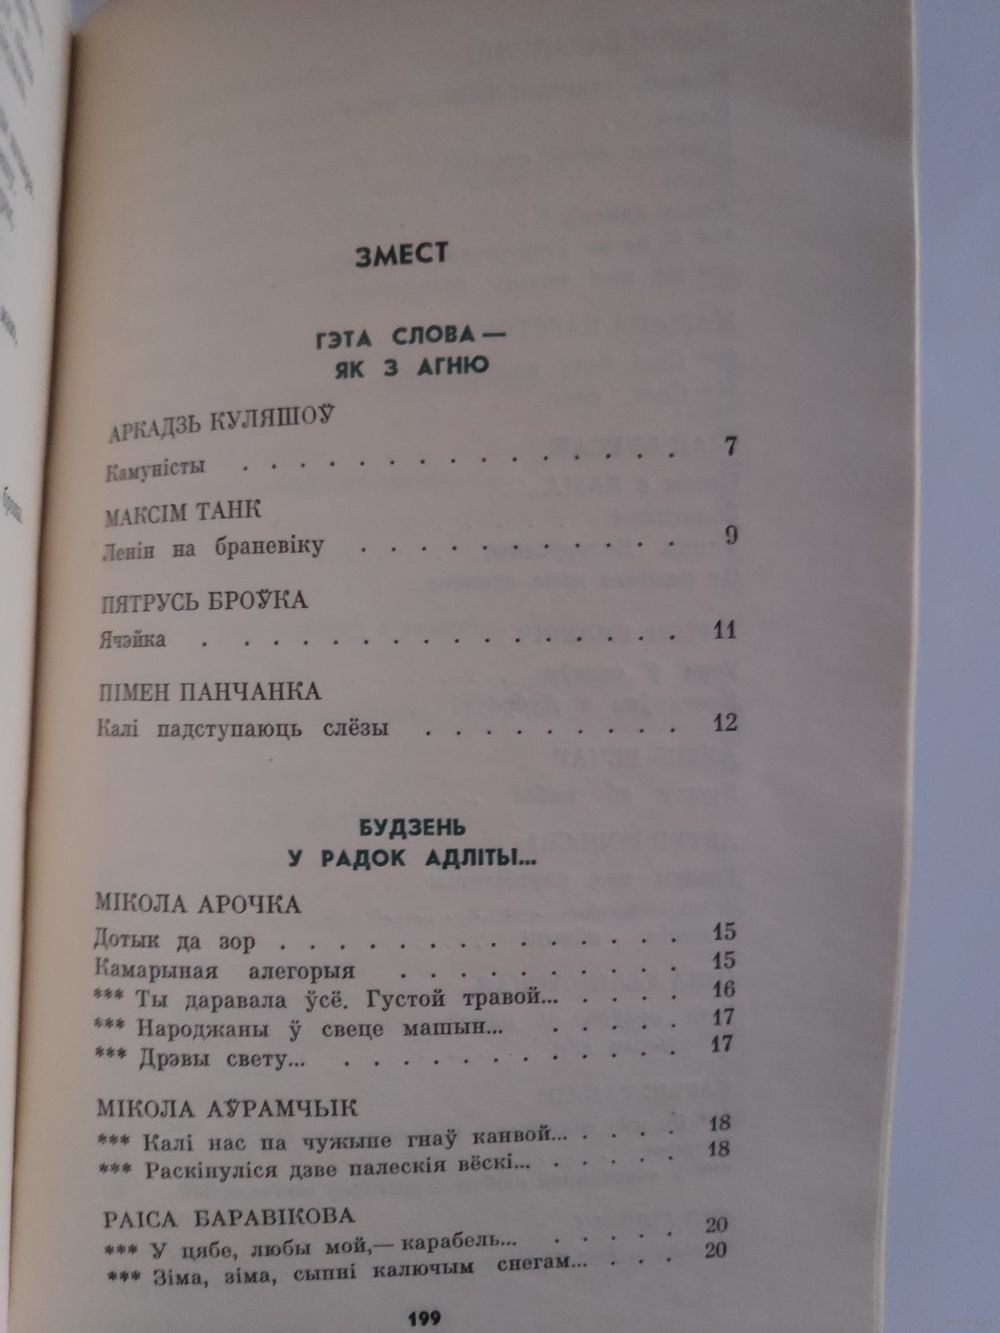 ЗМЕСТ
ГЭТА СЛОВА —
ЯК З АГНЮ
АРКАДЗЬ КУЛЯШОЎ
Камуністы . . . . . . . . . . . . . . . . 7
МАКСІМ ТАНК
Ленін на браневіку . . . . . . . . . . . 9
ПЯТРУСЬ БРОЎКА
Ячэйка . . . . . . . . . . . . . . . . 11
ПІМЕН ПАНЧАНКА
Калі падступаюць слёзы . . . . . . . . . 12
БУДЗЕНЬ
У РАДОК АДЛІТЫ...
МІКОЛА АРОЧКА
Дотык да зор . . . . . . . . . . . . . . 15
Камарыная алегорыя . . . . . . . . . . 15
*** Ты даравала ўсё. Густой травой... . . . . 16
*** Народжаны ў свеце машын... . . . . . 17
*** Дрэвы свету... . . . . . . . . . . . . 17
МІКОЛА АЎРАМЧЫК
*** Калі нас па чужыне гнаў канвой... . . . . 18
*** Раскінуліся дзве палескія вёскі... . . . . . 18
РАІСА БАРАВІКОВА
*** У цябе, любы мой,— карабель... . . . . . 20
*** Зіма, зіма, сыпні калючым снегам... . . . 20
199